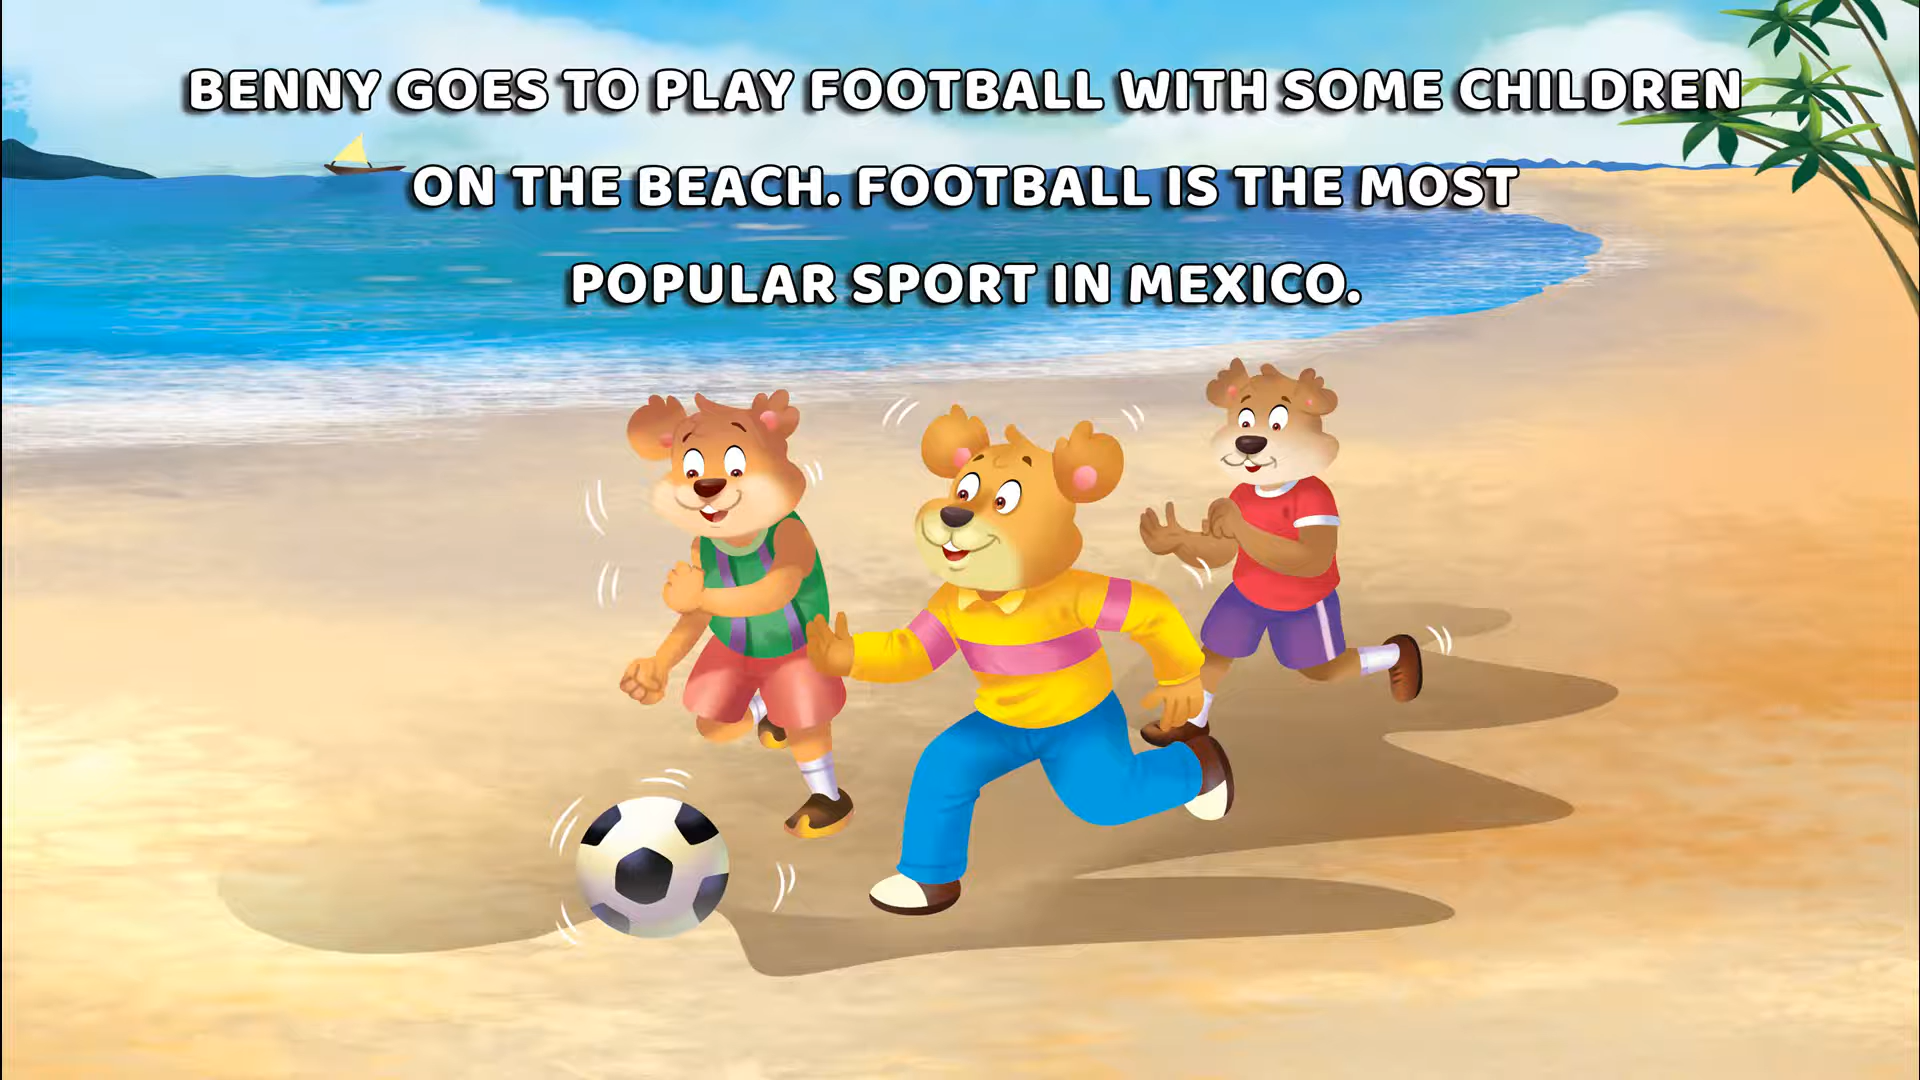 BENNY GOES TO PLAY FOOTBALL WITH SOME CHILDREN
ON THE BEACH. FOOTBALL IS THE MOST
POPULAR SPORT IN MEXICO.